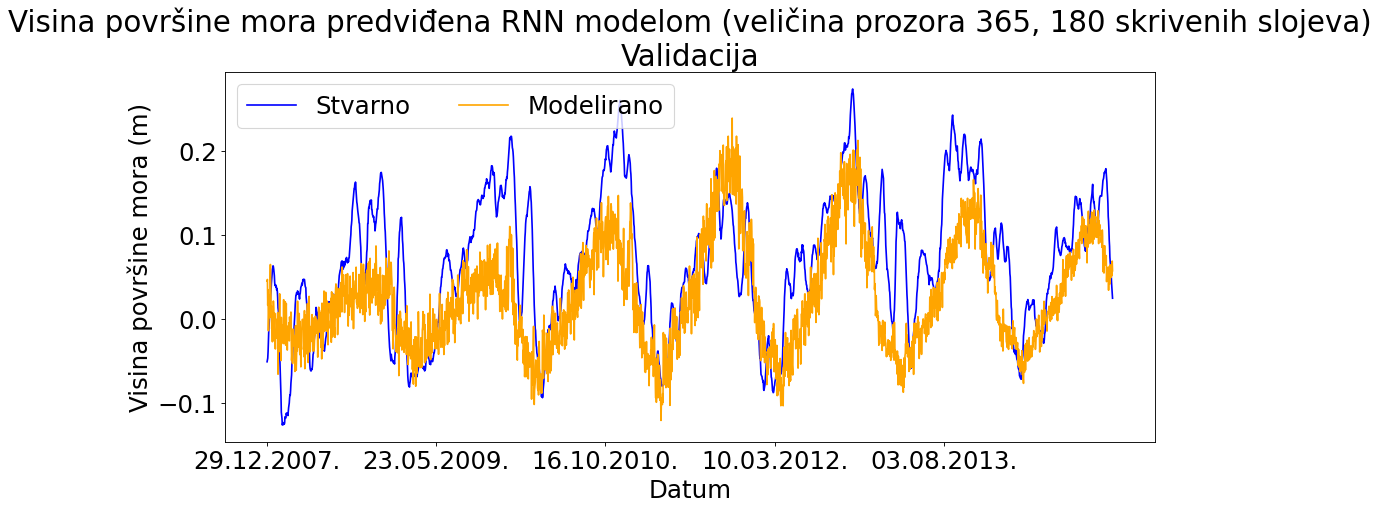 Visina površine mora predviđena RNN modelom (veličina prozora 365, 180 skrivenih slojeva)
Validacija
Stvarno
Modelirano
Visina površine mora (m)
0.2
0.1
0.0
−0.1
29.12.2007.
23.05.2009.
16.10.2010.
10.03.2012.
03.08.2013.
Datum